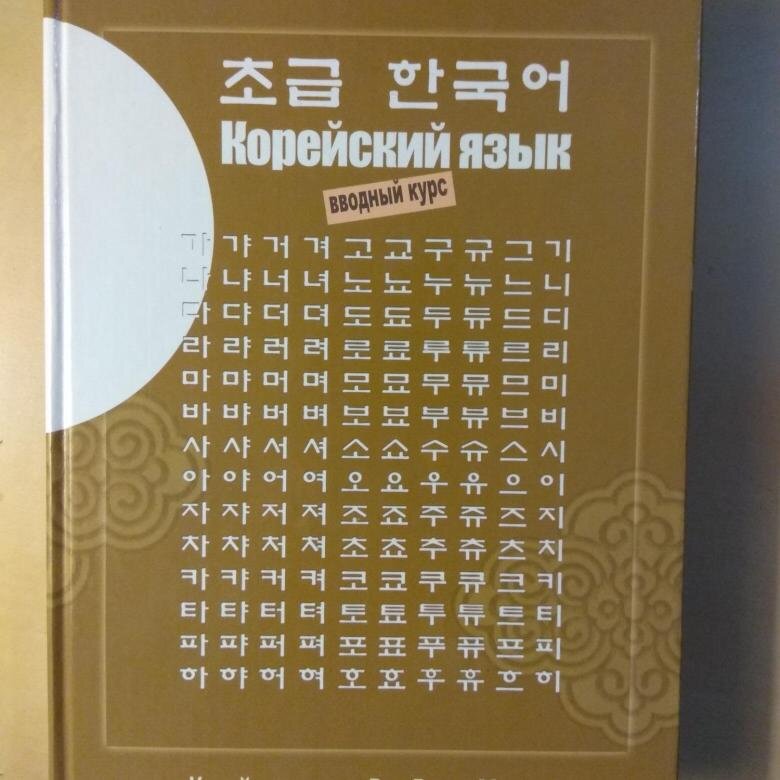 초급 한국어
Корейский язык
вводный курс
가 갸 거 겨 고 교 구 규 그 기
나 냐 너 녀 노 뇨 누 뉴 느 니
다 댜 더 뎌 도 됴 두 듀 드 디
라 랴 러 려 로 료 루 류 르 리
마 먀 머 며 모 묘 무 뮤 므 미
바 뱌 버 벼 보 뵤 부 뷰 브 비
사 샤 서 셔 소 쇼 수 슈 스 시
아 야 어 여 오 요 우 유 으 이
자 쟈 저 져 조 죠 주 쥬 즈 지
차 챠 처 쳐 초 쵸 추 츄 츠 치
카 캬 커 켜 코 쿄 쿠 큐 크 키
타 탸 터 텨 토 툐 투 튜 트 티
파 퍄 퍼 펴 포 표 푸 퓨 프 피
하 햐 허 혀 호 효 후 휴 흐 히